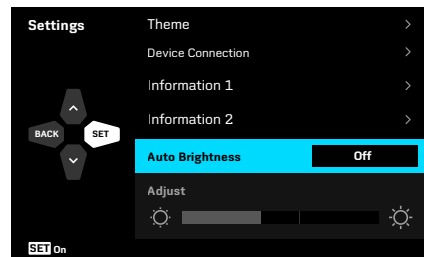 Settings
Theme
Device Connection
Information 1
Information 2
BACK
SET
Auto Brightness Off
Adjust
SET On